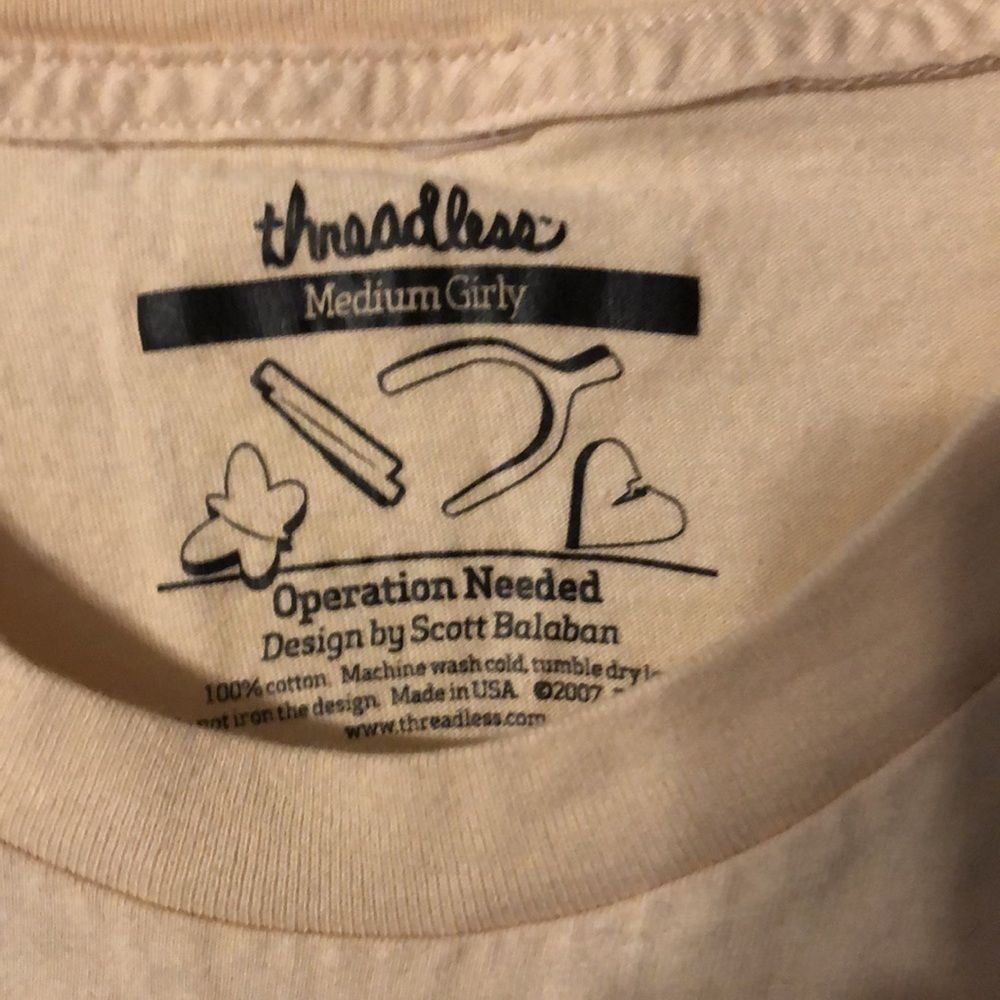 threadless™
Medium Girly
Operation Needed
Design by Scott Balaban
100% cotton. Machine wash cold, tumble dry
not iron the design. Made in USA ©2007
www.threadless.com